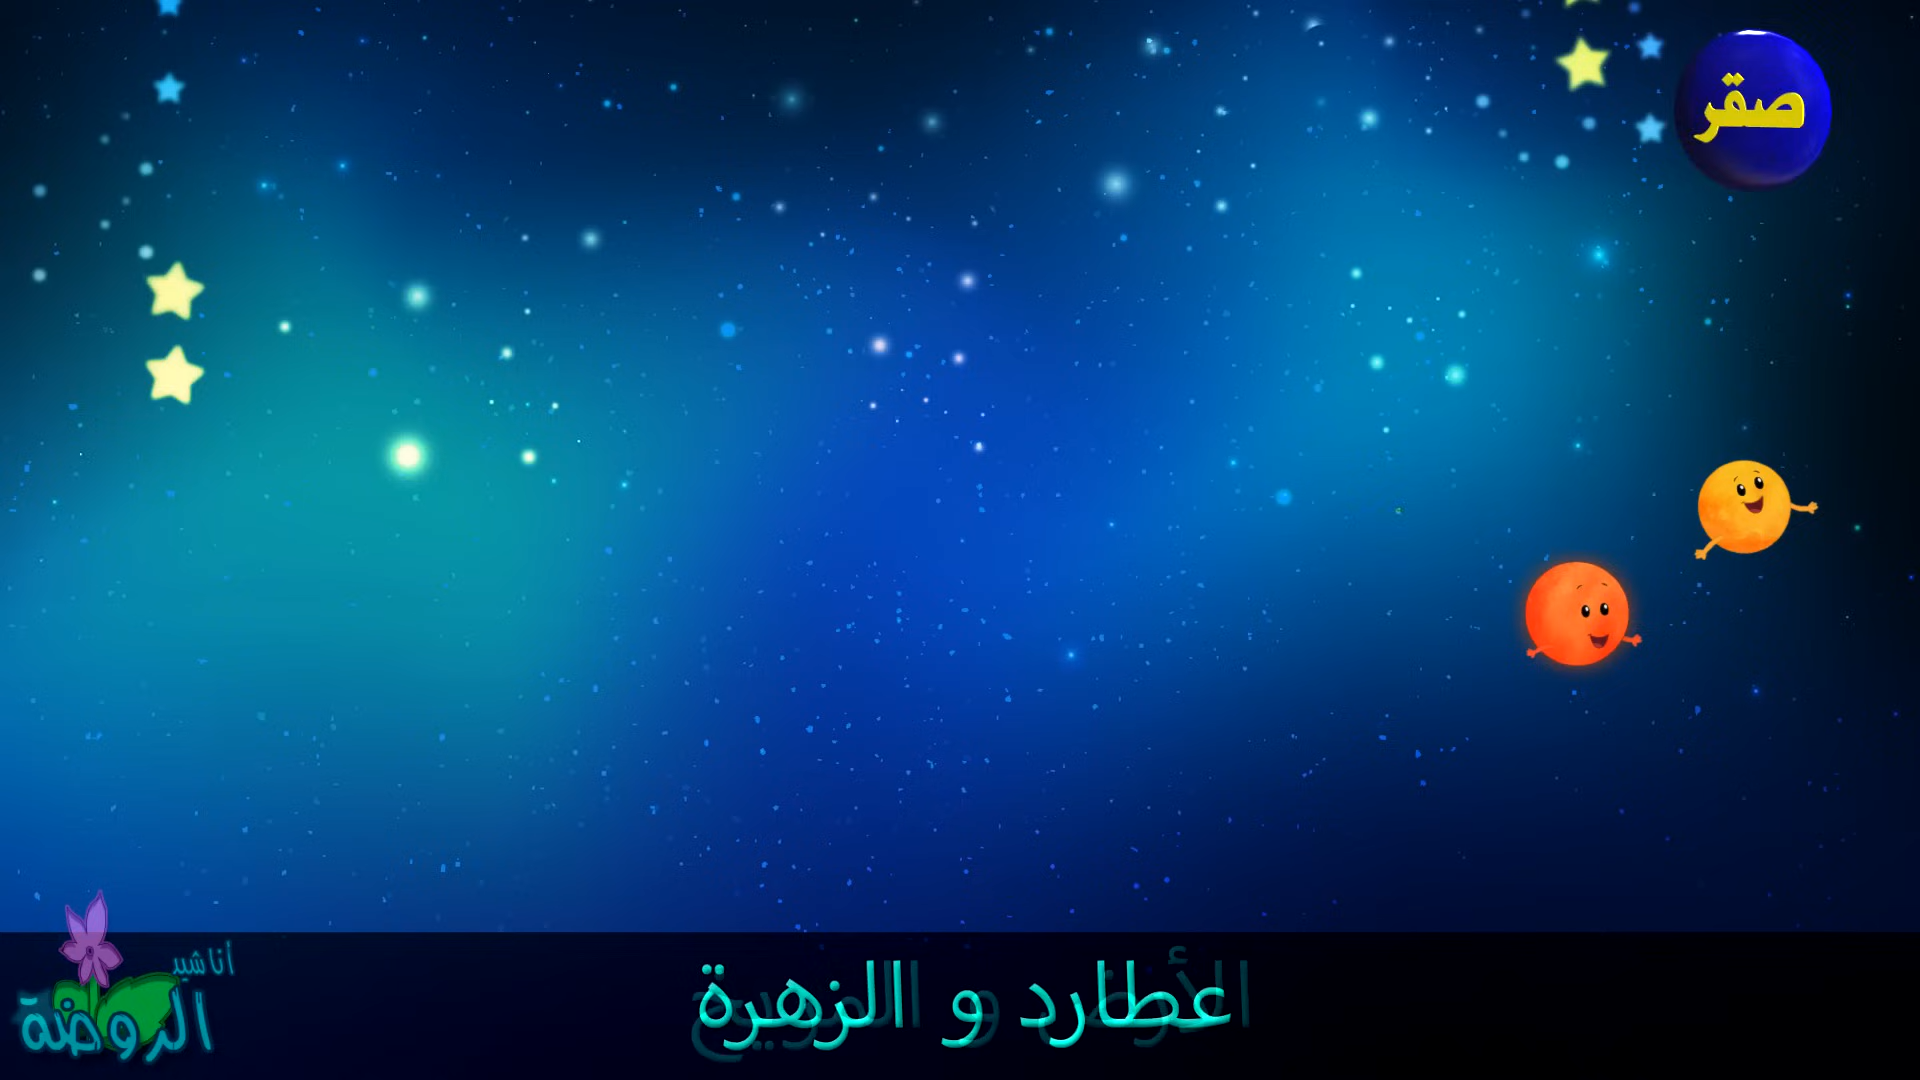 صقر
عطارد و الزهرة
أناشيد
الروضة